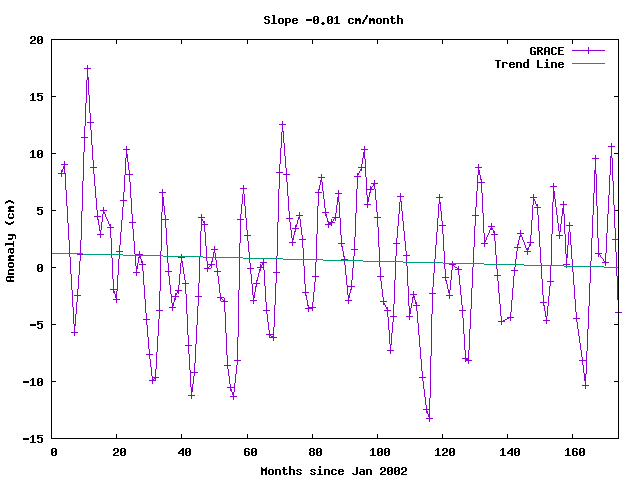 Slope -0.01 cm/month
20
15
10
5
0
-5
-10
-15
Anomaly (cm)
GRACE
Trend Line
0 20 40 60 80 100 120 140 160
Months since Jan 2002